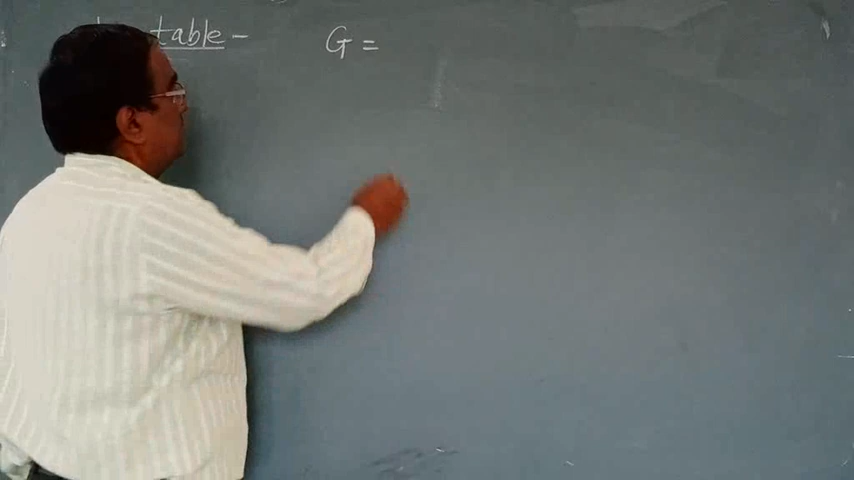 table - G =